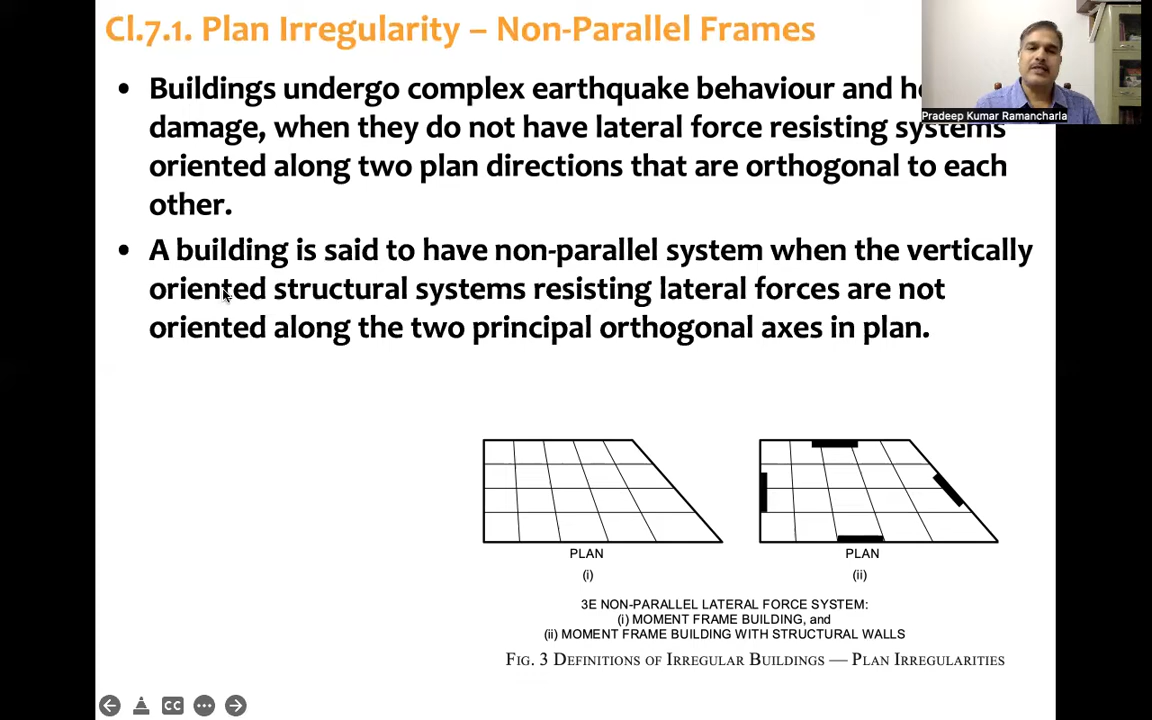 Cl.7.1. Plan Irregularity – Non-Parallel Frames
• Buildings undergo complex earthquake behaviour and
damage, when they do not have lateral force resisting systems
oriented along two plan directions that are orthogonal to each
other.
• A building is said to have non-parallel system when the vertically
oriented structural systems resisting lateral forces are not
oriented along the two principal orthogonal axes in plan.
Pradeep Kumar Ramancharla
PLAN
(i)
PLAN
(ii)
3E NON-PARALLEL LATERAL FORCE SYSTEM:
(i) MOMENT FRAME BUILDING, and
(ii) MOMENT FRAME BUILDING WITH STRUCTURAL WALLS
FIG. 3 DEFINITIONS OF IRREGULAR BUILDINGS — PLAN IRREGULARITIES
CC